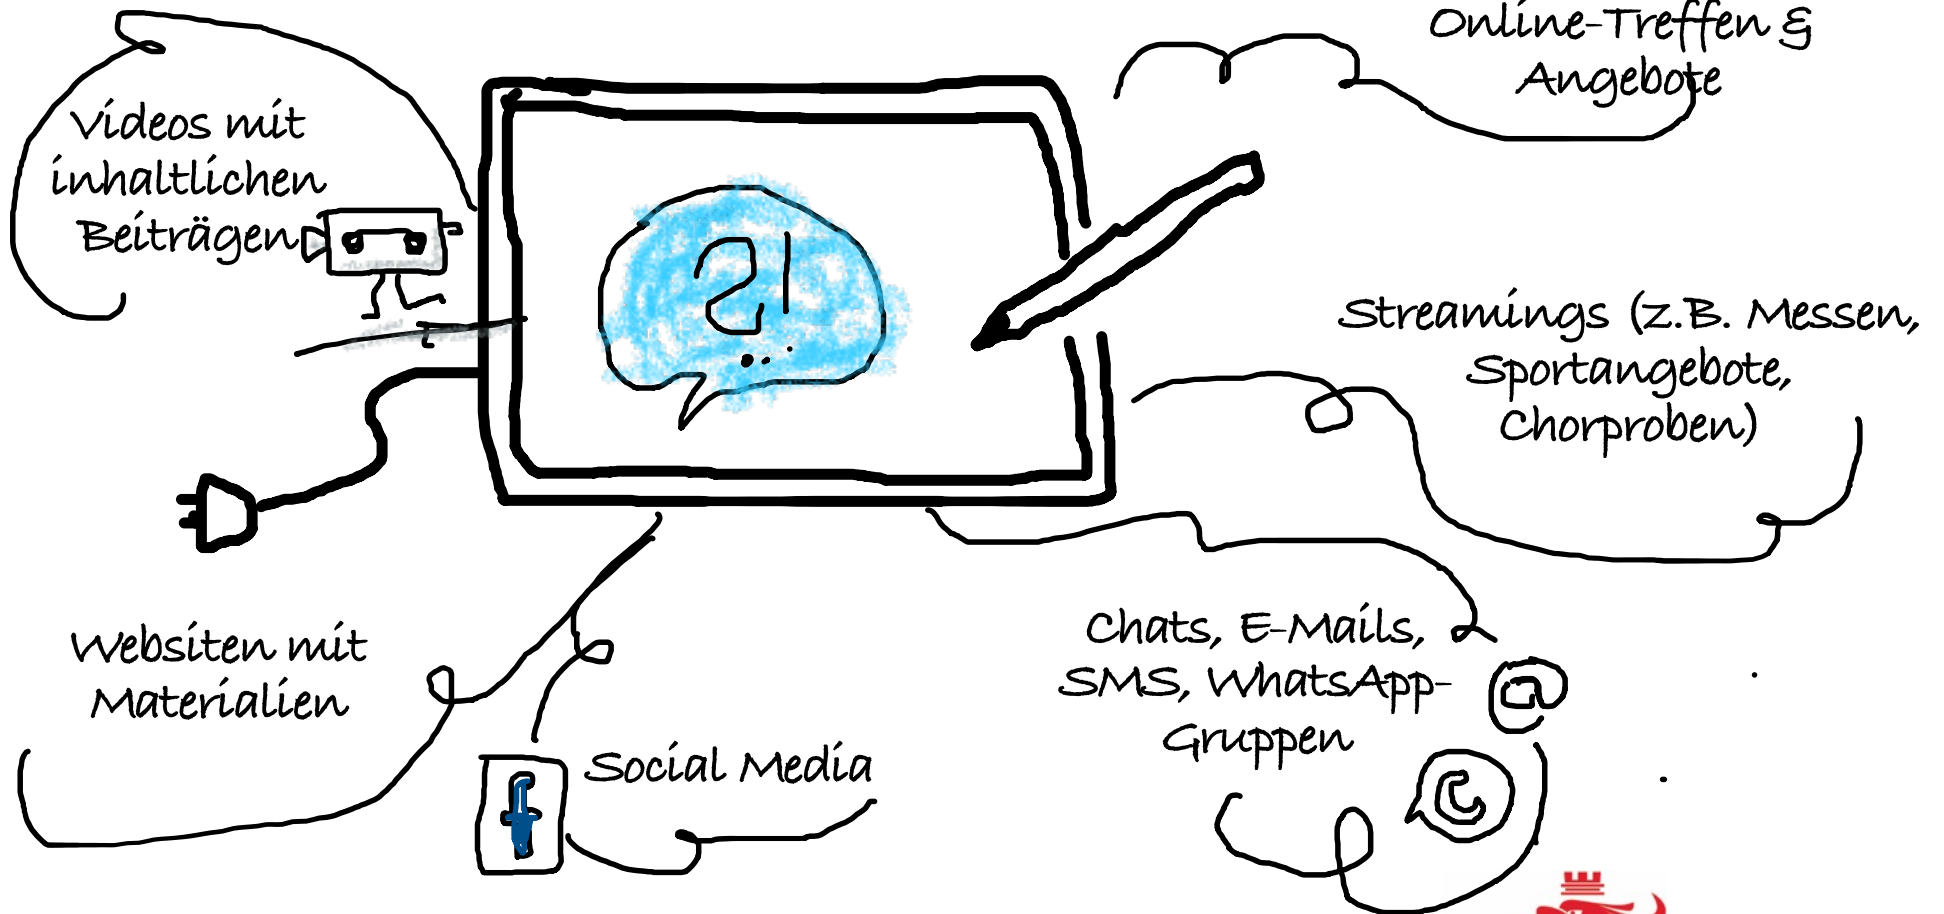 Online-Treffen &
Angebote
Videos mit
inhaltlichen
Beiträgen
?!
...
Streamings (z.B. Messen,
Sportangebote,
Chorproben)
Websiten mit
Materialien
f
Social Media
Chats, E-Mails,
SMS, WhatsApp-
Gruppen
@